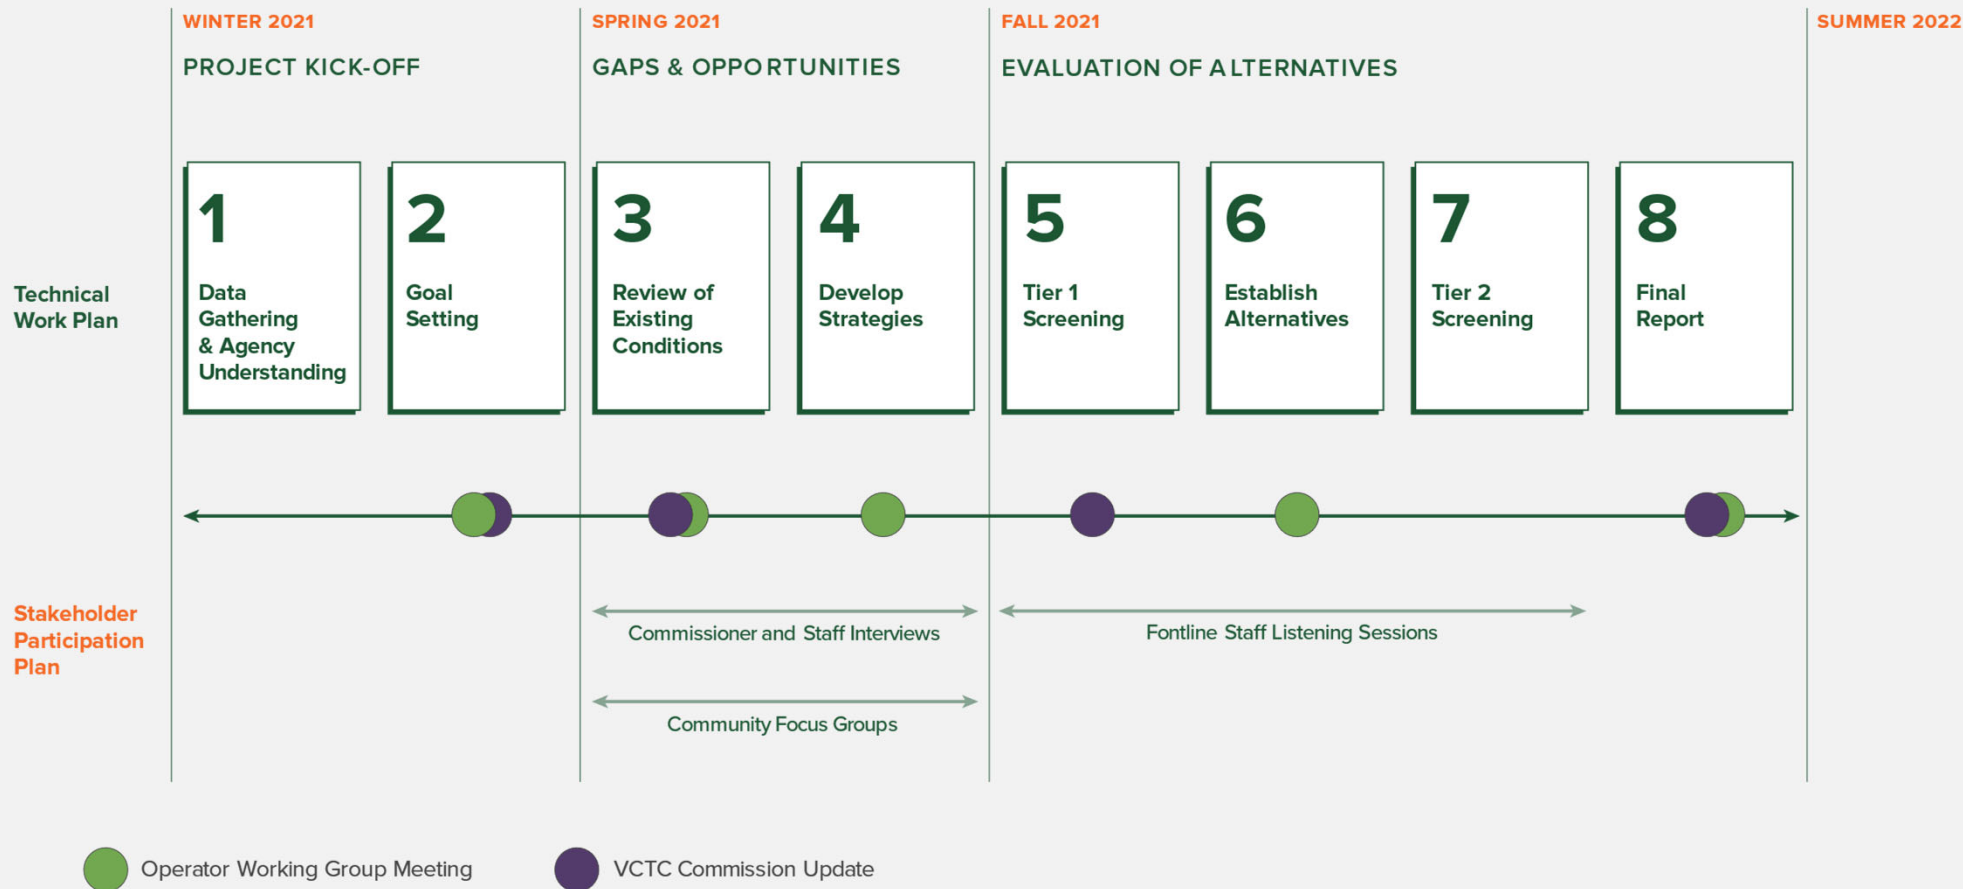 WINTER 2021
SPRING 2021
FALL 2021
SUMMER 2022
PROJECT KICK-OFF
GAPS & OPPORTUNITIES
EVALUATION OF ALTERNATIVES
Technical
Work Plan
1
Data
Gathering
& Agency
Understanding
2
Goal
Setting
3
Review of
Existing
Conditions
4
Develop
Strategies
5
Tier 1
Screening
6
Establish
Alternatives
7
Tier 2
Screening
8
Final
Report
Stakeholder
Participation
Plan
Commissioner and Staff Interviews
Fontline Staff Listening Sessions
Community Focus Groups
Operator Working Group Meeting
VCTC Commission Update